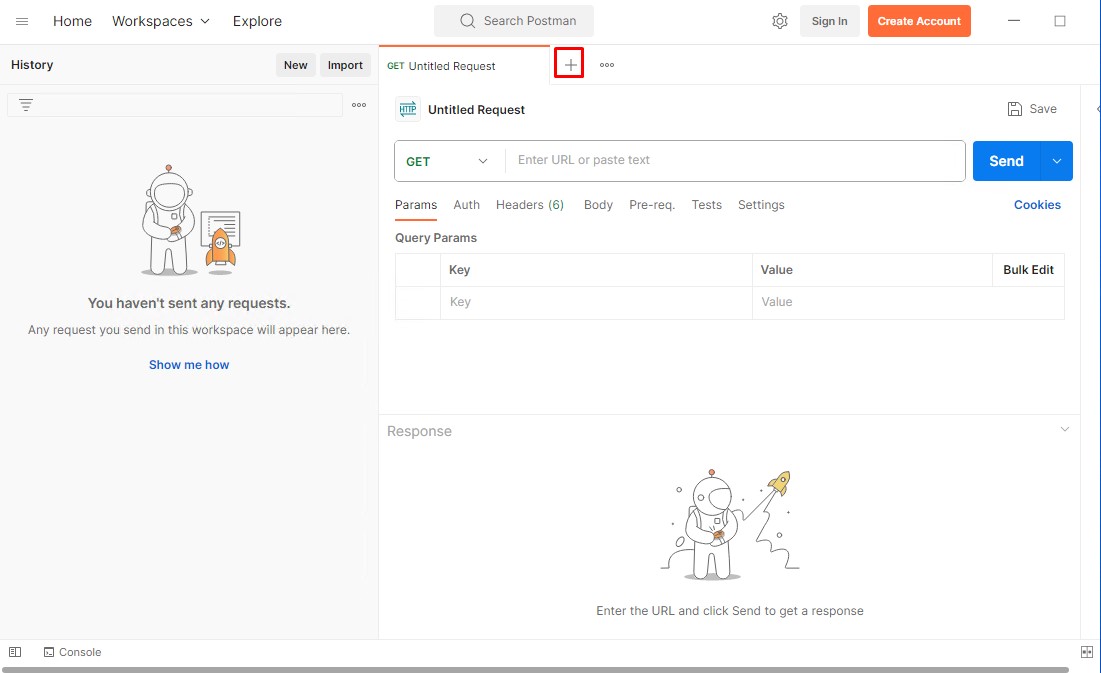 Home Workspaces Explore Search Postman Sign In Create Account
History New Import
GET Untitled Request
HTTP Untitled Request Save
GET Enter URL or paste text Send
Params Auth Headers (6) Body Pre-req. Tests Settings Cookies
Query Params
Key Value Bulk Edit
Key Value
</>
You haven't sent any requests.
Any request you send in this workspace will appear here.
Show me how
Response
Enter the URL and click Send to get a response
Console